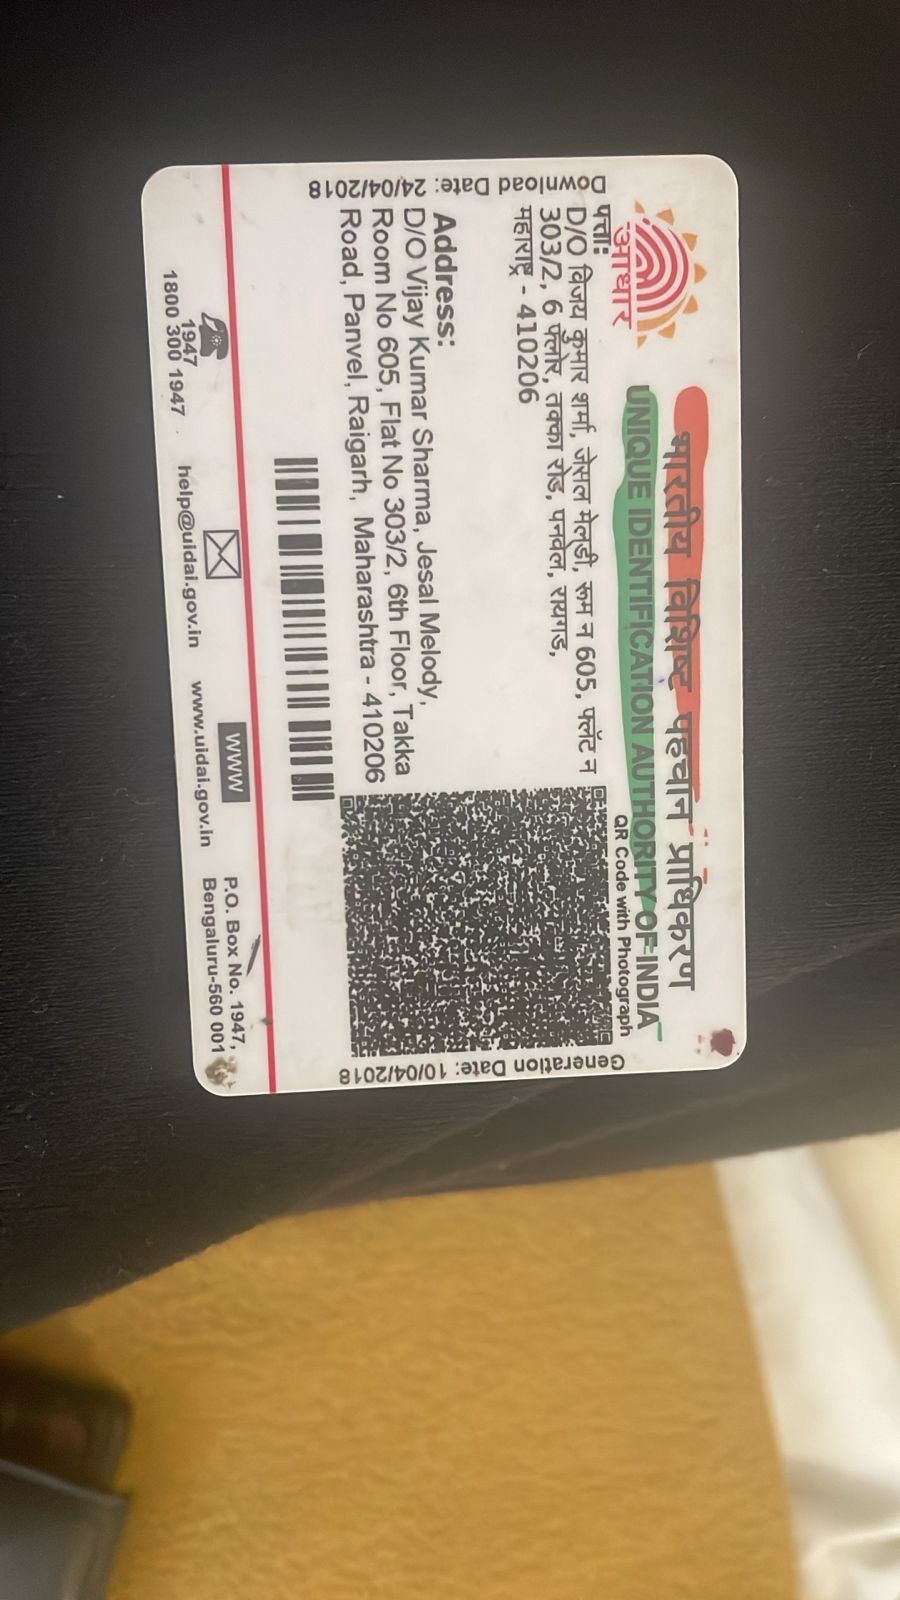 भारतीय विशिष्ट पहचान प्राधिकरण
UNIQUE IDENTIFICATION AUTHORITY OF INDIA
आधार
QR Code with Photograph
पत्ता:
D/O विजय कुमार शर्मा, जेसल मेलडी, रूम न 605, फ्लॅट न
303/2, 6 फ्लोर, तक्का रोड, पनवेल, रायगड,
महाराष्ट्र - 410206
Address:
D/O Vijay Kumar Sharma, Jesal Melody,
Room No 605, Flat No 303/2, 6th Floor, Takka
Road, Panvel, Raigarh, Maharashtra - 410206
Download Date: 24/04/2018
Generation Date: 10/04/2018
1947
1800 300 1947
help@uidai.gov.in
WWW
www.uidai.gov.in
P.O. Box No. 1947,
Bengaluru-560 001